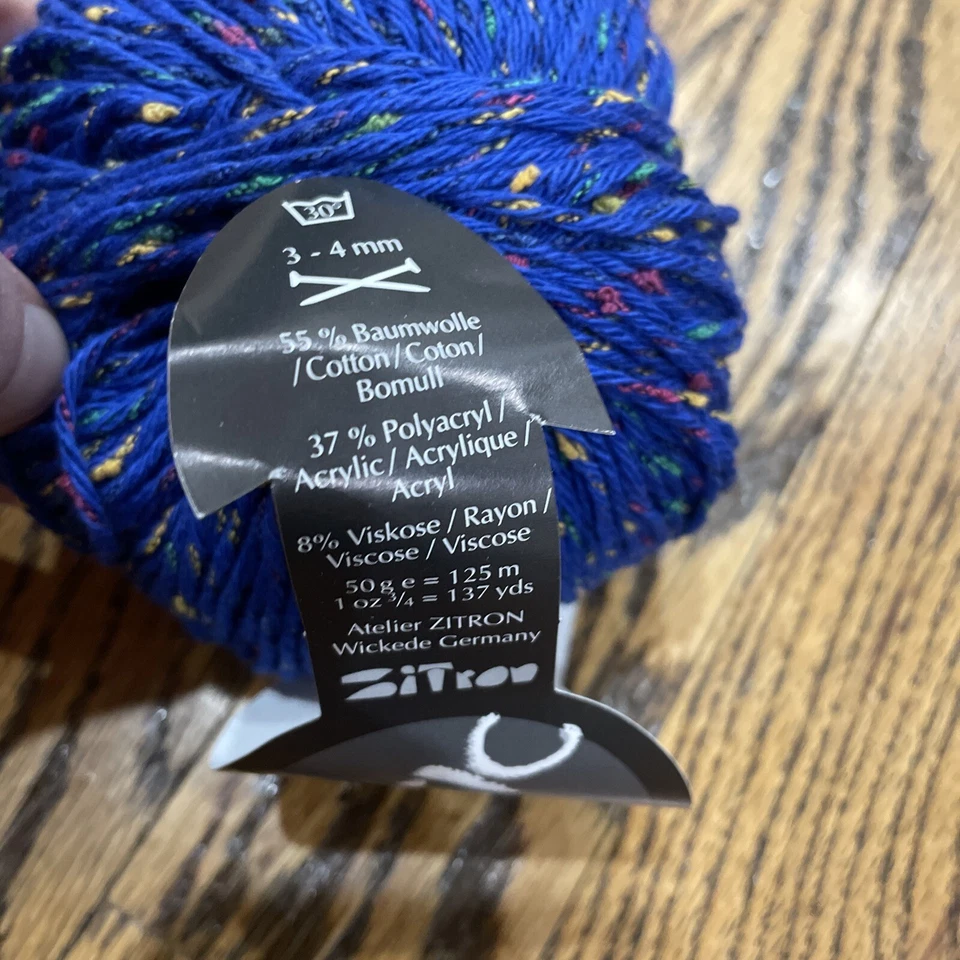 30°
3 - 4 mm
55 % Baumwolle
/ Cotton / Coton /
Bomull
37 % Polyacryl /
Acrylic / Acrylique /
Acryl
8% Viskose / Rayon /
Viscose / Viscose
50 g e = 125 m
1 oz ³/₄ = 137 yds
Atelier ZITRON
Wickede Germany
ZiTron